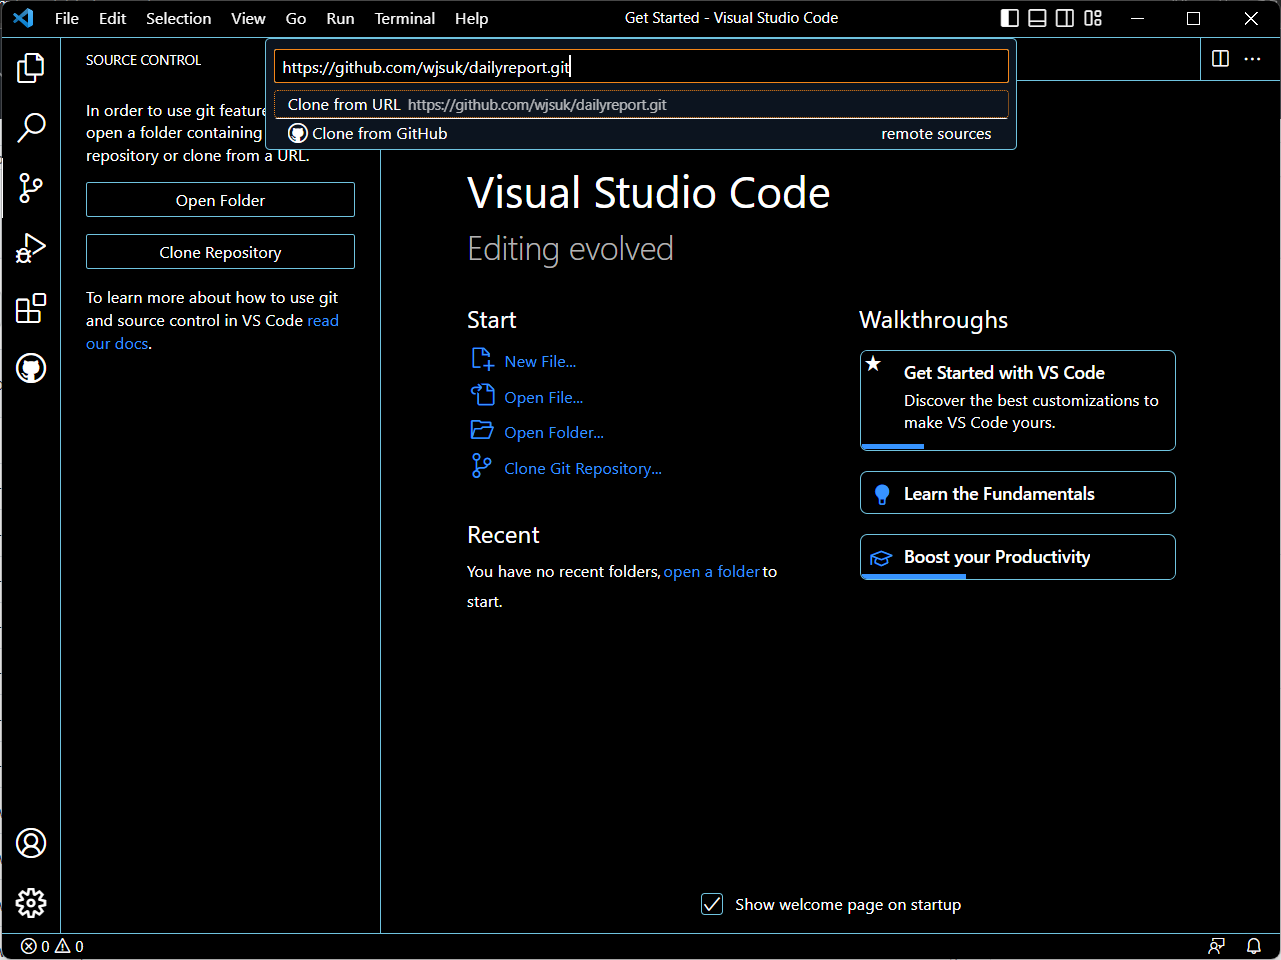 File Edit Selection View Go Run Terminal Help
Get Started - Visual Studio Code
SOURCE CONTROL
https://github.com/wjsuk/dailyreport.git
Clone from URL https://github.com/wjsuk/dailyreport.git
Clone from GitHub remote sources
In order to use git feature
open a folder containing
repository or clone from a URL.
Open Folder
Clone Repository
To learn more about how to use git
and source control in VS Code read
our docs.
Visual Studio Code
Editing evolved
Start
New File...
Open File...
Open Folder...
Clone Git Repository...
Recent
You have no recent folders, open a folder to
start.
Walkthroughs
Get Started with VS Code
Discover the best customizations to
make VS Code yours.
Learn the Fundamentals
Boost your Productivity
Show welcome page on startup
0 0